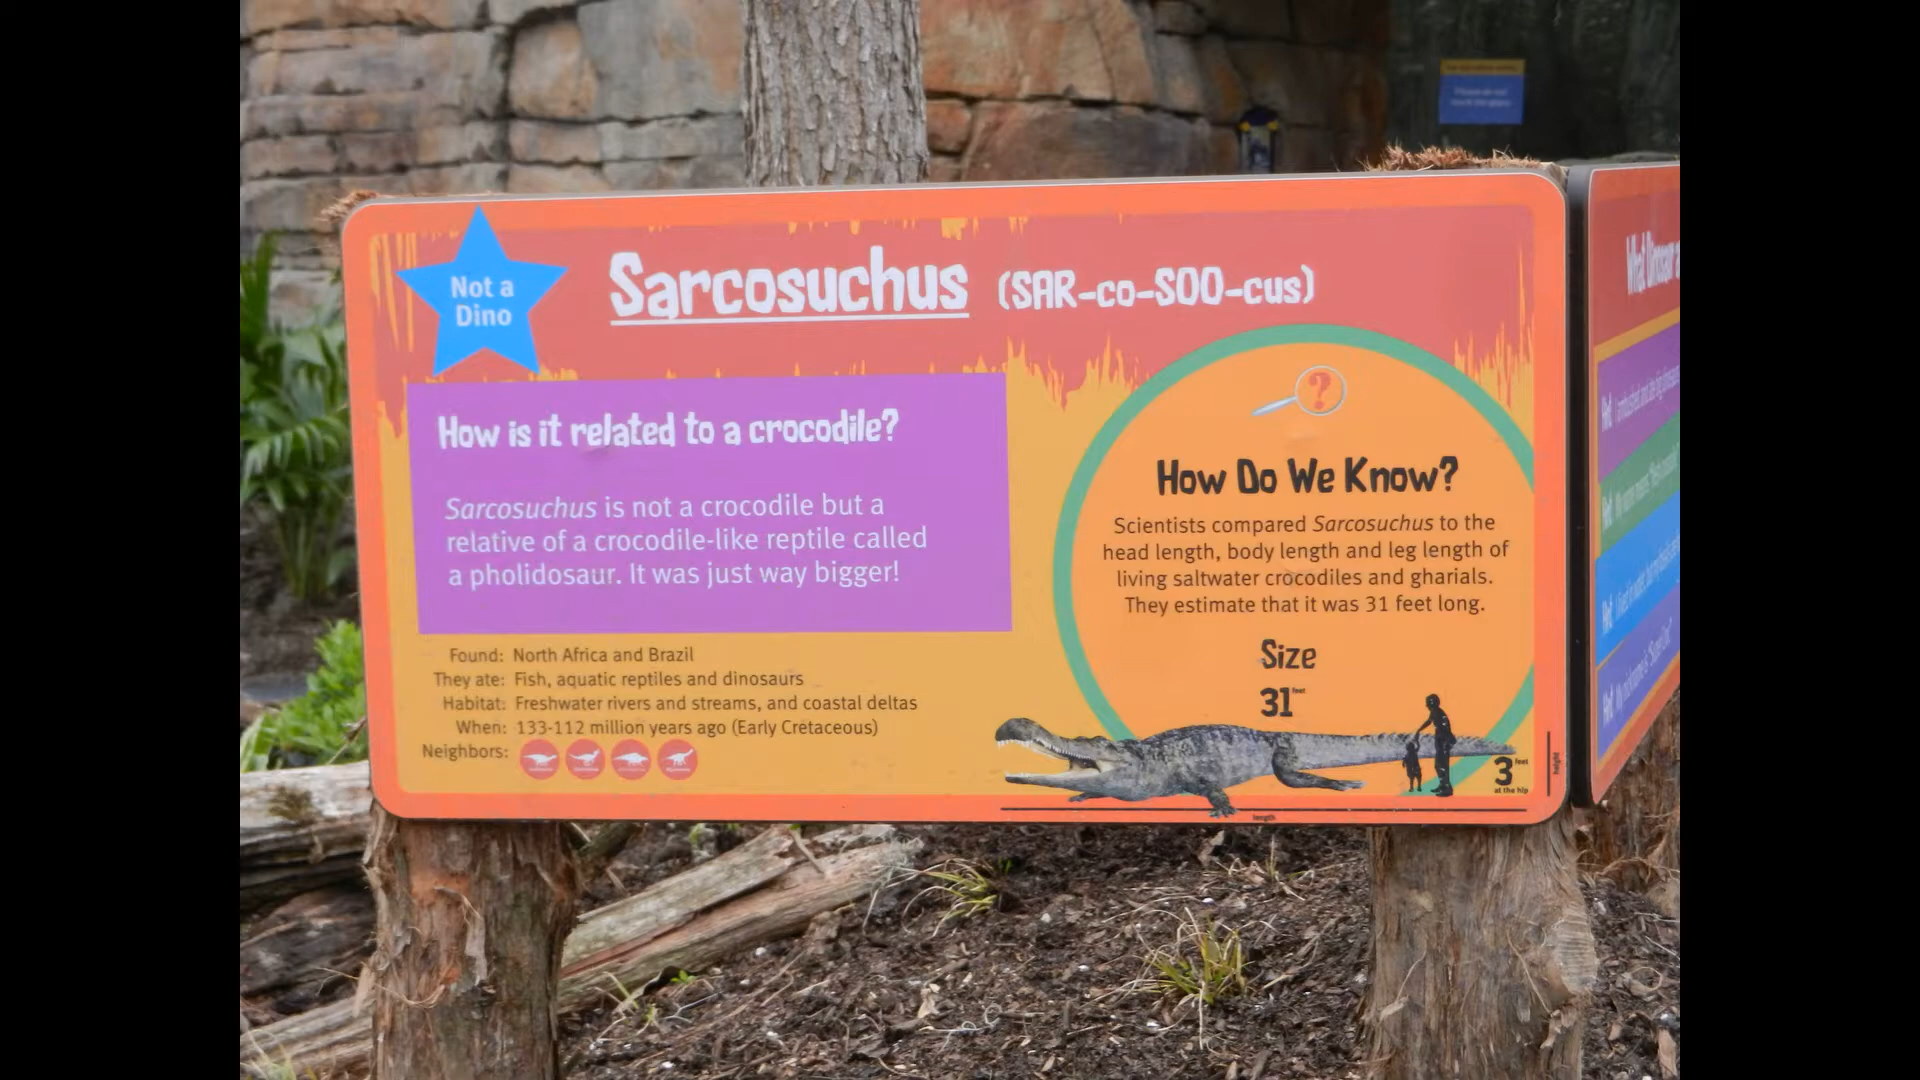 Not a
Dino
Sarcosuchus (SAR-co-SOO-cus)
How is it related to a crocodile?
Sarcosuchus is not a crocodile but a
relative of a crocodile-like reptile called
a pholidosaur. It was just way bigger!
Found: North Africa and Brazil
They ate: Fish, aquatic reptiles and dinosaurs
Habitat: Freshwater rivers and streams, and coastal deltas
When: 133-112 million years ago (Early Cretaceous)
Neighbors:
How Do We Know?
Scientists compared Sarcosuchus to the
head length, body length and leg length of
living saltwater crocodiles and gharials.
They estimate that it was 31 feet long.
Size
31 feet
3 feet
at the hip
height
length
What Dinosaur